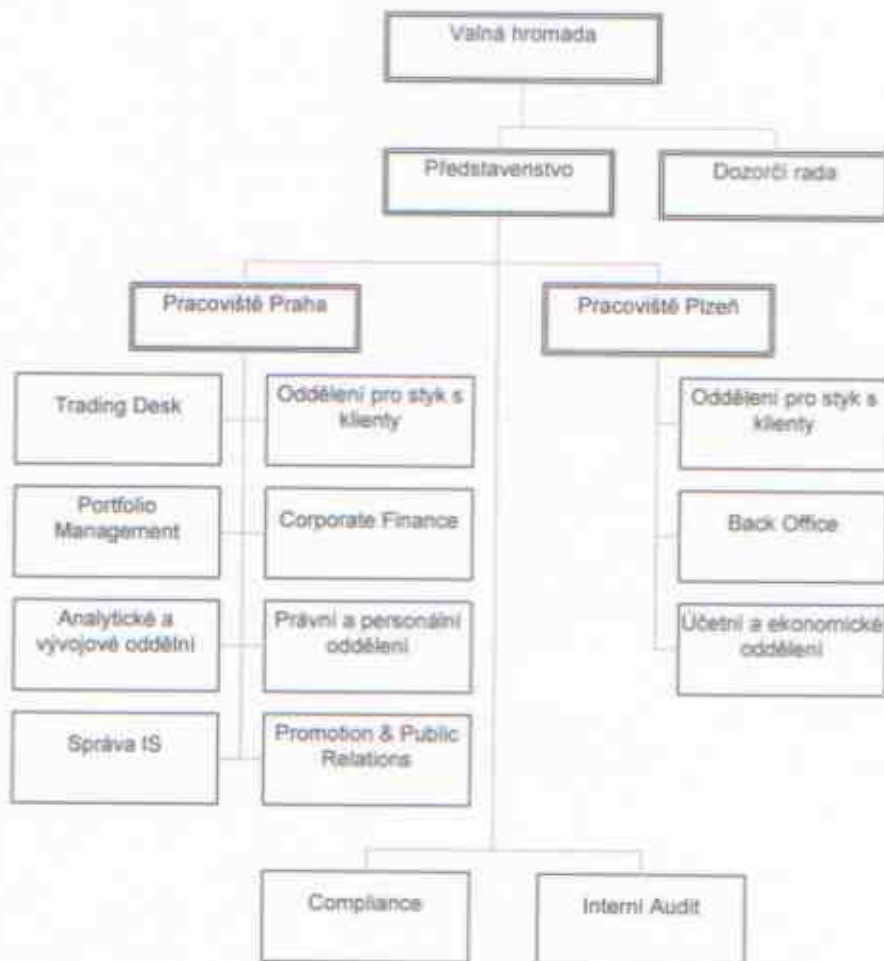 Valná hromada
Představenstvo
Dozorčí rada
Pracoviště Praha
Pracoviště Plzeň
Trading Desk
Oddělení pro styk s
klienty
Oddělení pro styk s
klienty
Portfolio
Management
Corporate Finance
Back Office
Analytické a
vývojové oddělní
Právní a personální
oddělení
Účetní a ekonomické
oddělení
Správa IS
Promotion & Public
Relations
Compliance
Interní Audit